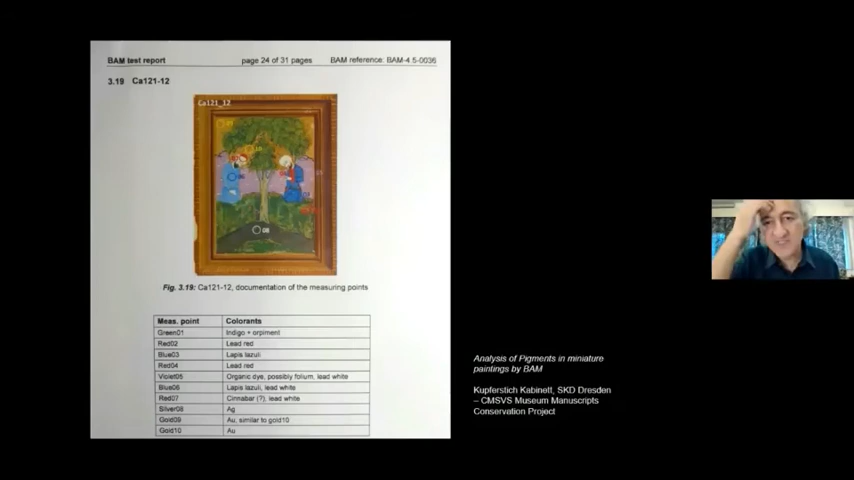 BAM test report page 24 of 31 pages BAM reference: BAM-4.5-0036
3.19 Ca121-12
Ca121_12
08
Fig. 3.19: Ca121-12, documentation of the measuring points
Meas. point Colorants
Green01 Indigo + orpiment
Red02 Lead red
Blue03 Lapis lazuli
Red04 Lead red
Violet05 Organic dye, possibly folium, lead white
Blue06 Lapis lazuli, lead white
Red07 Cinnabar (?), lead white
Silver08 Ag
Gold09 Au, similar to gold10
Gold10 Au
Analysis of Pigments in miniature
paintings by BAM
Kupferstich Kabinett, SKD Dresden
– CMSVS Museum Manuscripts
Conservation Project